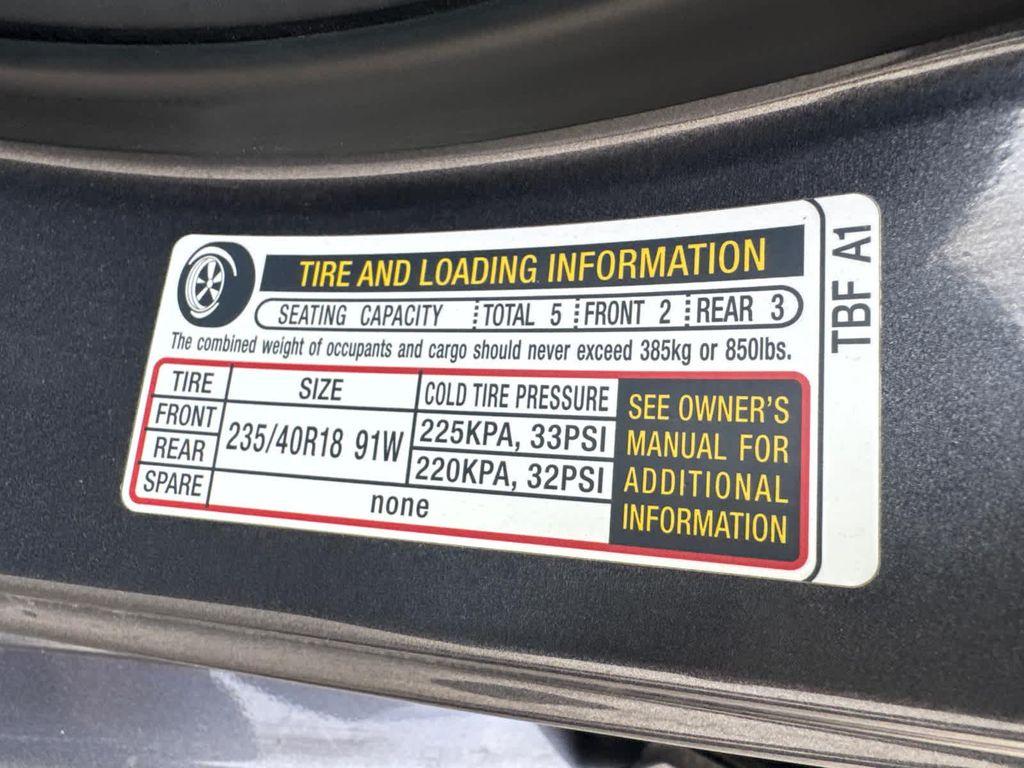 TIRE AND LOADING INFORMATION
SEATING CAPACITY TOTAL 5 FRONT 2 REAR 3
The combined weight of occupants and cargo should never exceed 385kg or 850lbs.
TIRE SIZE COLD TIRE PRESSURE
FRONT 235/40R18 91W 225KPA, 33PSI
REAR 220KPA, 32PSI
SPARE none
SEE OWNER'S
MANUAL FOR
ADDITIONAL
INFORMATION
TBF A1